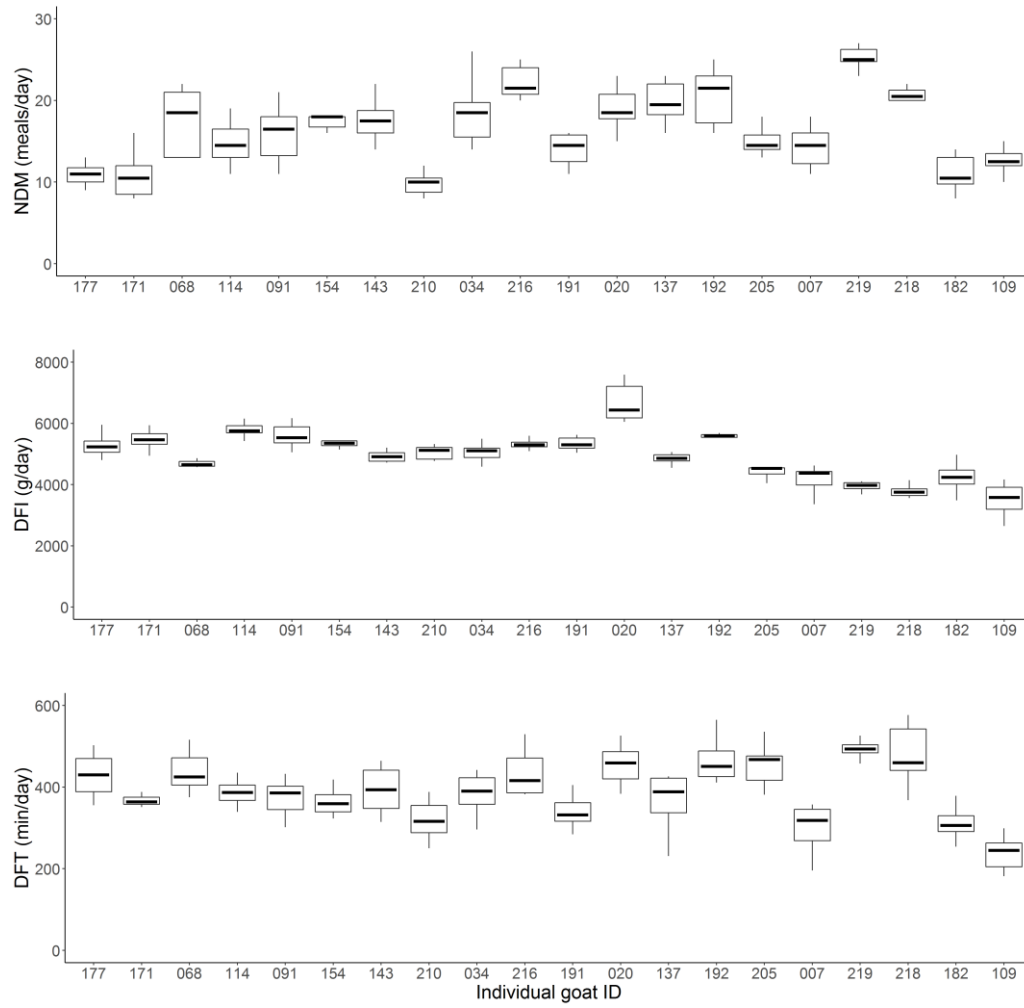 NDM (meals/day)
30
20
10
0
177 171 068 114 091 154 143 210 034 216 191 020 137 192 205 007 219 218 182 109
DFI (g/day)
8000
6000
4000
2000
0
177 171 068 114 091 154 143 210 034 216 191 020 137 192 205 007 219 218 182 109
DFT (min/day)
600
400
200
0
177 171 068 114 091 154 143 210 034 216 191 020 137 192 205 007 219 218 182 109
Individual goat ID